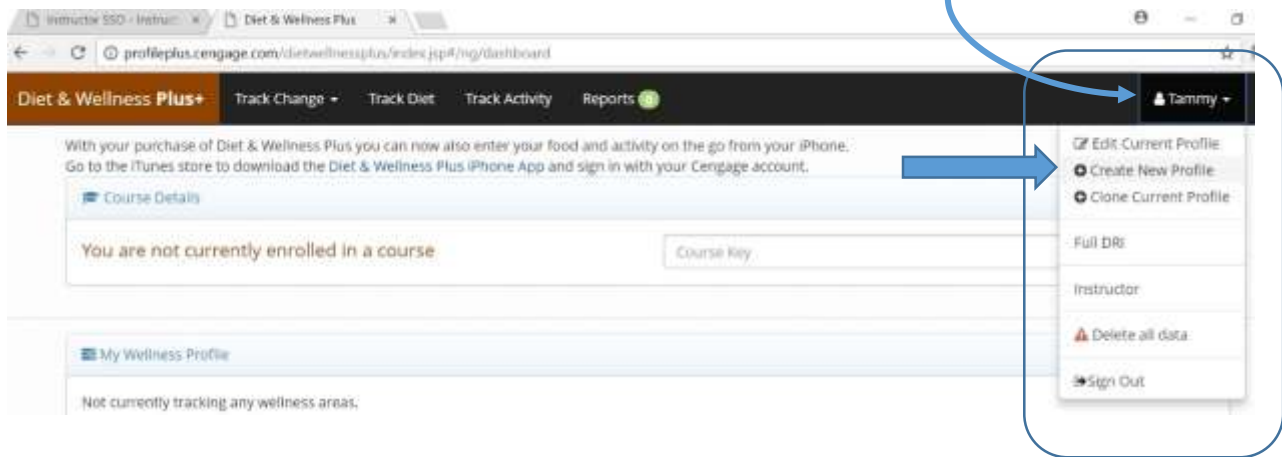 Instructor SSO - Instruc
Diet & Wellness Plus
profileplus.cengage.com/dietwellnessplus/index.jsp#/ng/dashboard
Diet & Wellness Plus+ Track Change Track Diet Track Activity Reports 0 Tammy
With your purchase of Diet & Wellness Plus you can now also enter your food and activity on the go from your iPhone.
Go to the iTunes store to download the Diet & Wellness Plus iPhone App and sign in with your Cengage account.
Edit Current Profile
Create New Profile
Clone Current Profile
Full DRI
Instructor
Delete all data
Sign Out
Course Details
You are not currently enrolled in a course
Course Key
My Wellness Profile
Not currently tracking any wellness areas.